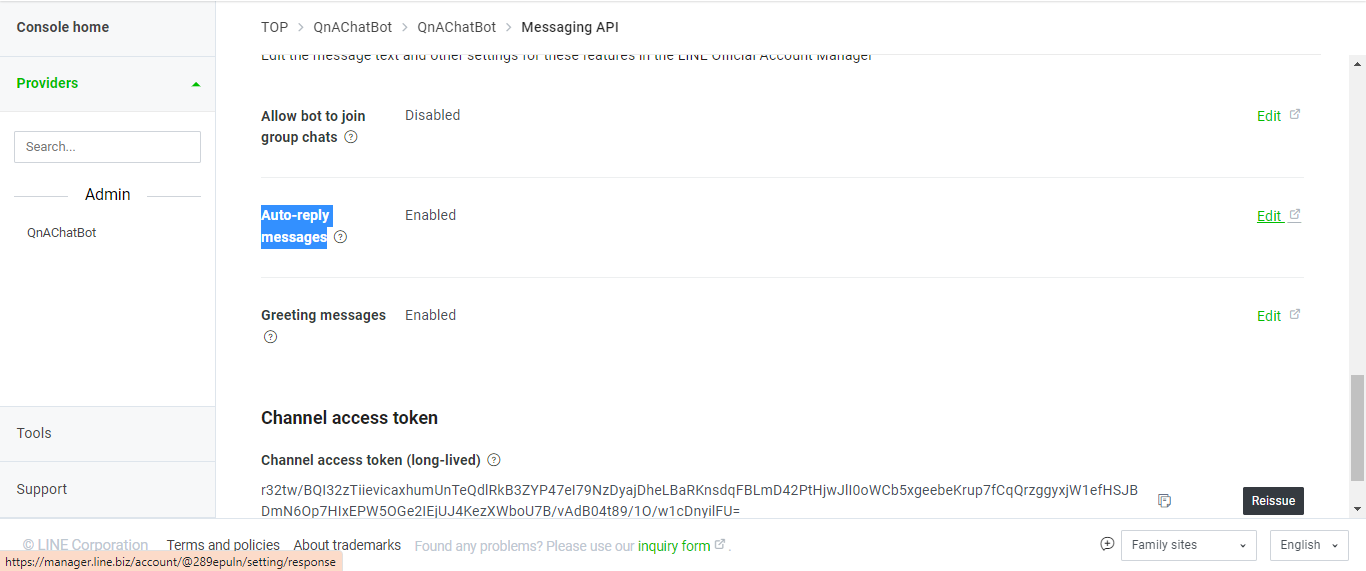 Console home
Providers
Search...
Admin
QnAChatBot
Tools
Support
TOP > QnAChatBot > QnAChatBot > Messaging API
Edit the message text and other settings for these features in the LINE Official Account Manager
Allow bot to join
group chats ?
Disabled
Edit
Auto-reply
messages ?
Enabled
Edit
Greeting messages
?
Enabled
Edit
Channel access token
Channel access token (long-lived) ?
r32tw/BQI32zTiievicaxhumUnTeQdlRkB3ZYP47eI79NzDyajDheLBaRKnsdqFBLmD42PtHjwJlI0oWCb5xgeebeKrup7fCqQrzggyxjW1efHSJB
DmN6Op7HIxEPW5OGe2IEjUJ4KezXWboU7B/vAdB04t89/1O/w1cDnyilFU=
Reissue
© LINE Corporation Terms and policies About trademarks Found any problems? Please use our inquiry form .
Family sites
English
https://manager.line.biz/account/@289epuln/setting/response